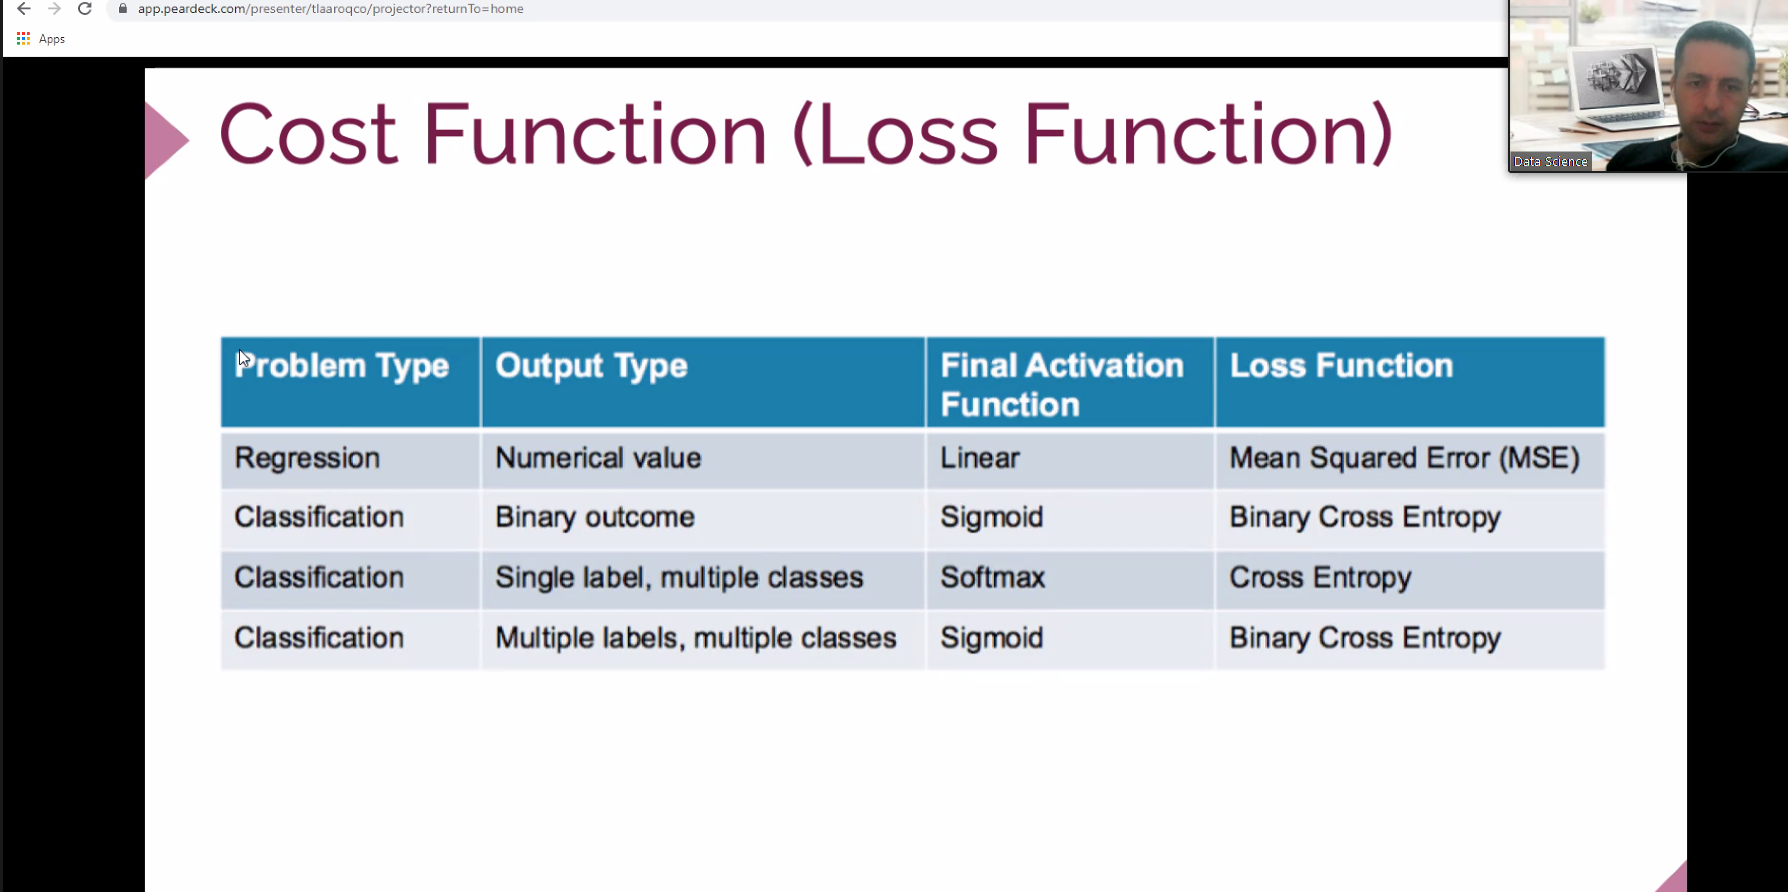 app.peardeck.com/presenter/tlaaroqco/projector?returnTo=home
Apps
Data Science
Cost Function (Loss Function)
Problem Type Output Type Final Activation Function Loss Function
Regression Numerical value Linear Mean Squared Error (MSE)
Classification Binary outcome Sigmoid Binary Cross Entropy
Classification Single label, multiple classes Softmax Cross Entropy
Classification Multiple labels, multiple classes Sigmoid Binary Cross Entropy